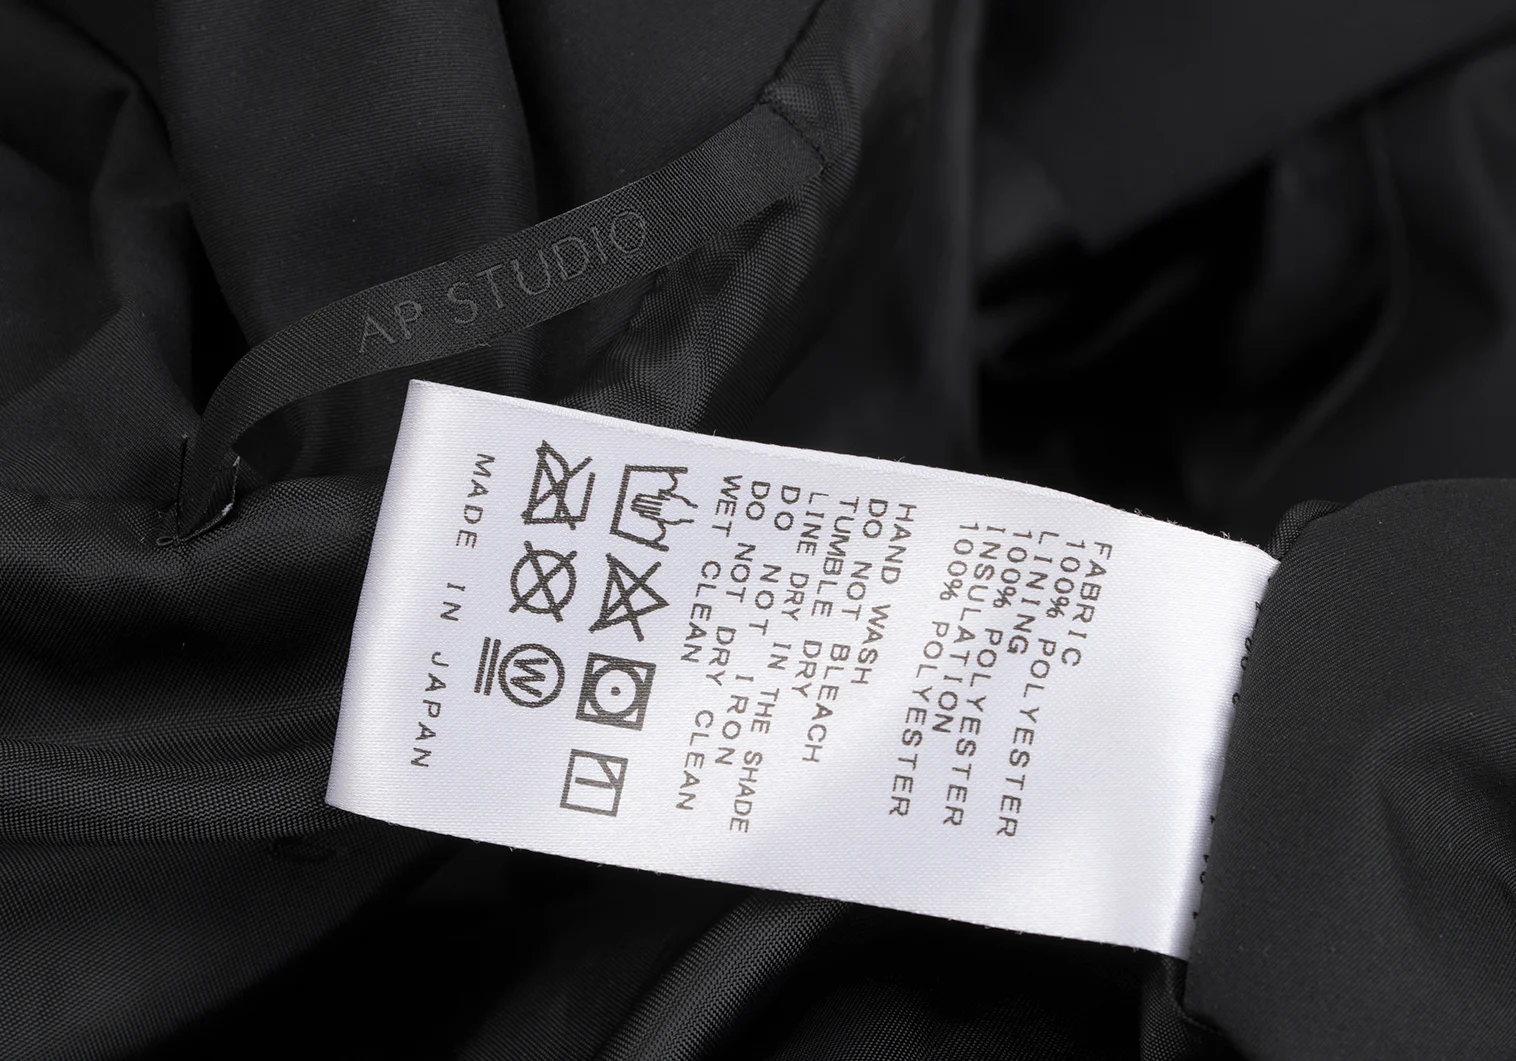 AP STUDIO
FABRIC
100% POLYESTER
LINING
100% POLYESTER
INSULATION
100% POLYESTER
HAND WASH
DO NOT BLEACH
TUMBLE DRY
LINE DRY IN THE SHADE
DO NOT IRON
DO NOT DRY CLEAN
WET CLEAN
W
MADE IN JAPAN